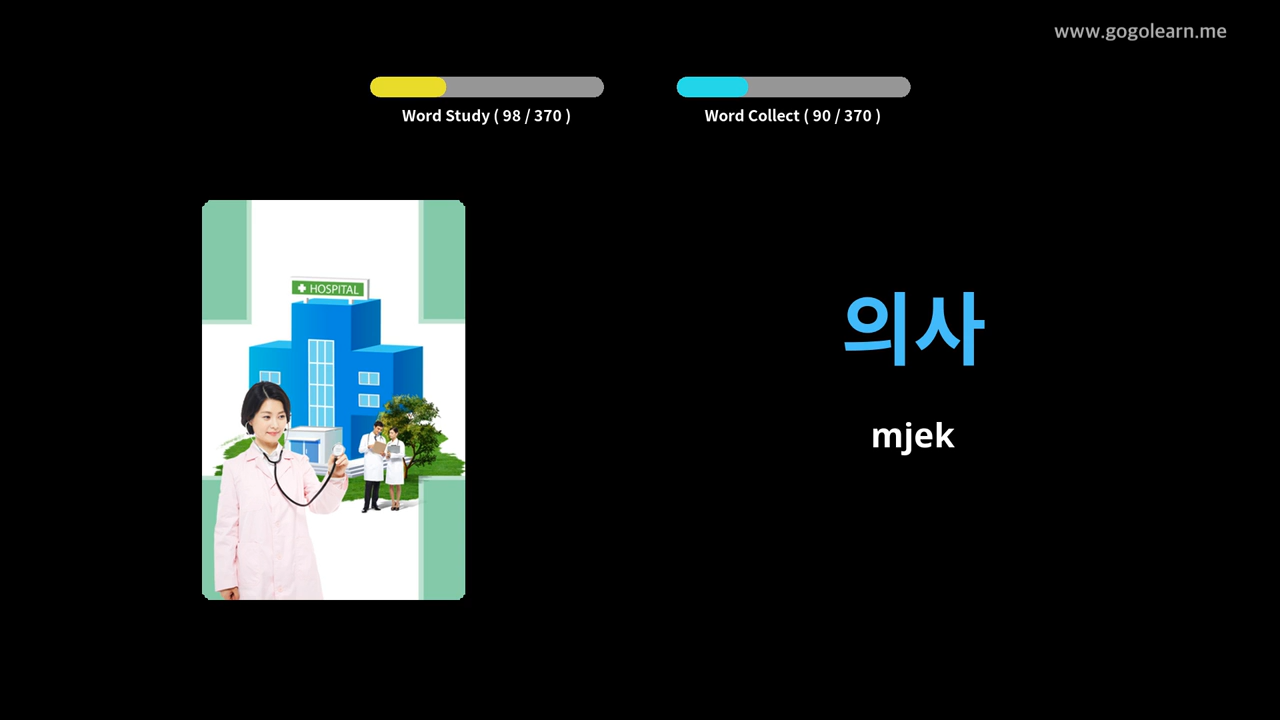 www.gogolearn.me
Word Study ( 98 / 370 )
Word Collect ( 90 / 370 )
HOSPITAL
의사
mjek